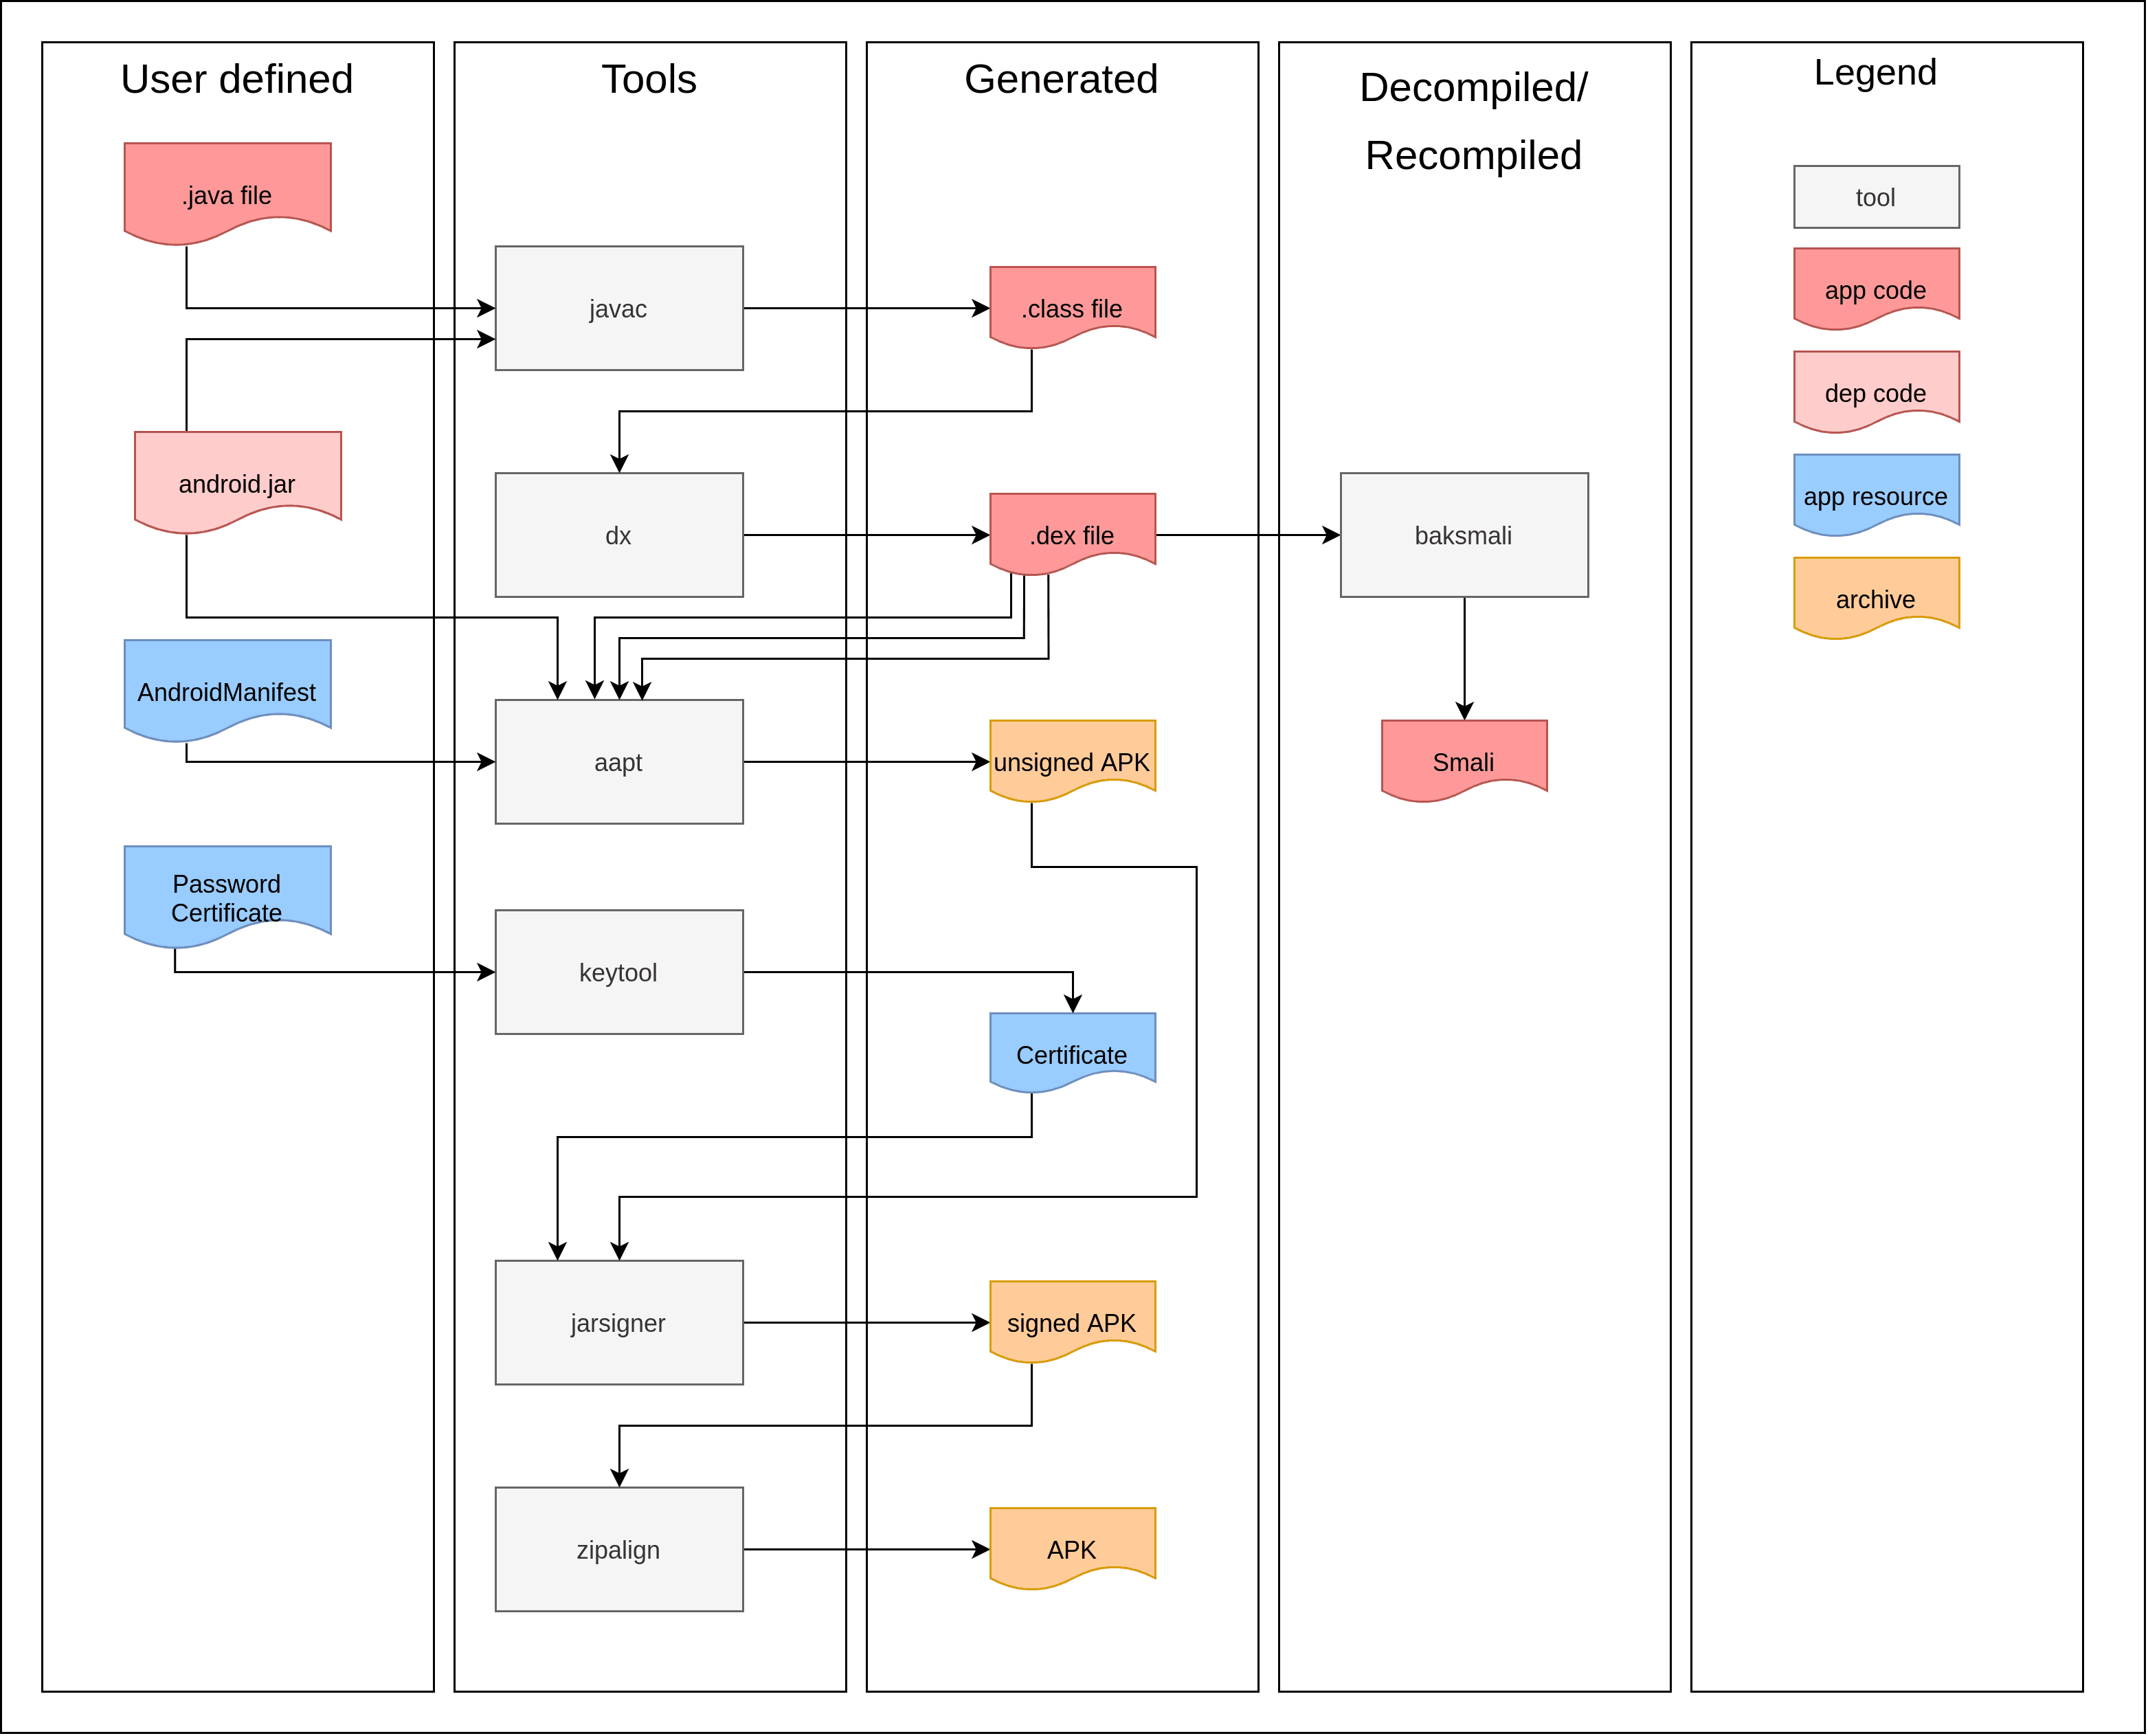 User defined
.java file
android.jar
AndroidManifest
Password
Certificate
Tools
javac
dx
aapt
keytool
jarsigner
zipalign
Generated
.class file
.dex file
unsigned APK
Certificate
signed APK
APK
Decompiled/
Recompiled
baksmali
Smali
Legend
tool
app code
dep code
app resource
archive